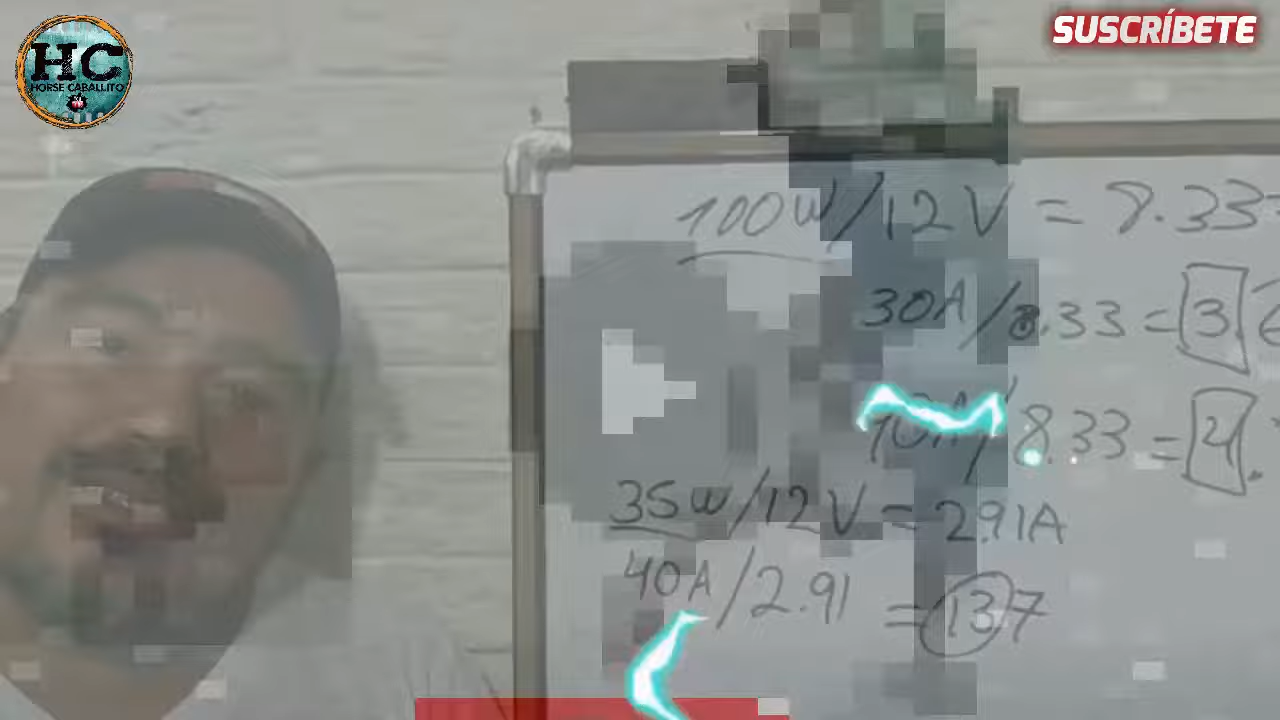 HC
HORSE CABALLITO
SUSCRÍBETE
100W/12V = 8.33
30A/8.33 = 3
10A/8.33 = 4.
35W/12V = 2.91A
40A/2.91 = 13.7